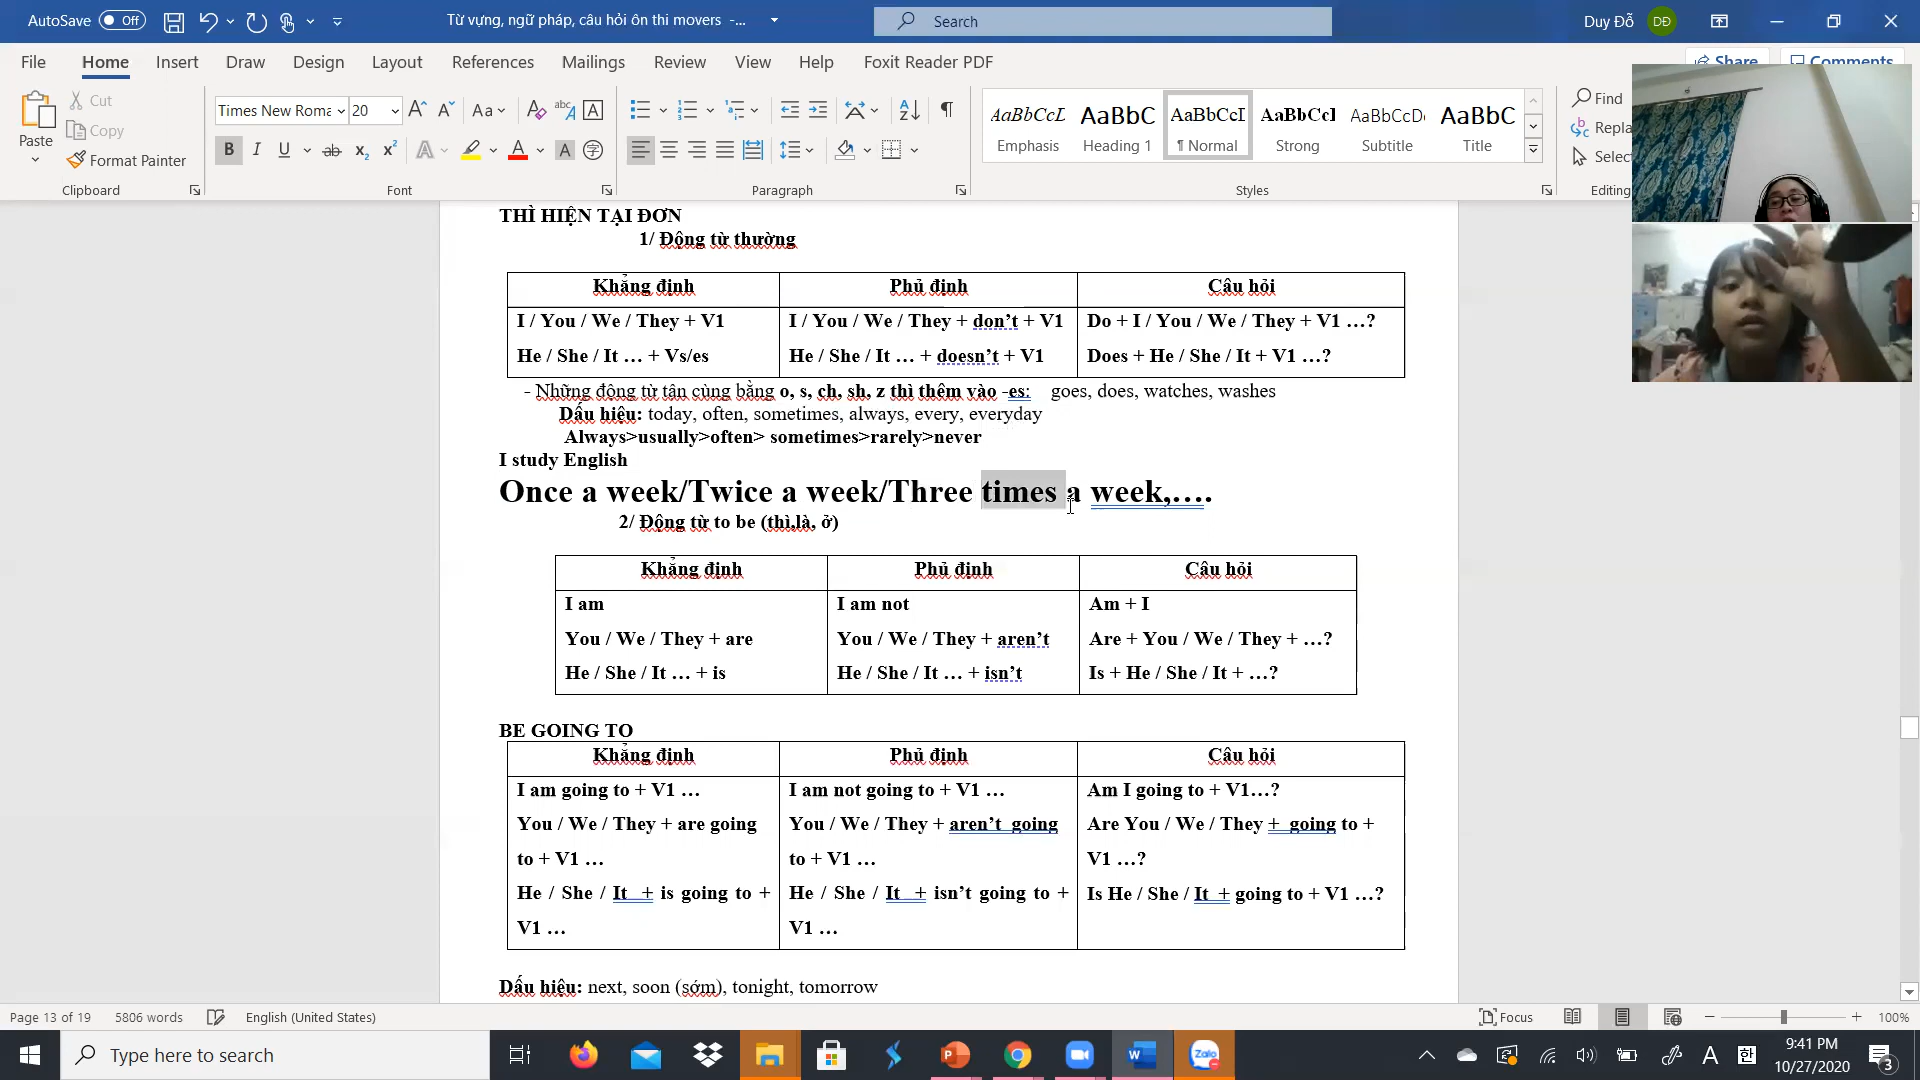 AutoSave Off Từ vựng, ngữ pháp, câu hỏi ôn thi movers -... Search Duy Đỗ DĐ
File Home Insert Draw Design Layout References Mailings Review View Help Foxit Reader PDF Share Comments
Paste Cut Copy Format Painter
Times New Roma 20
AaBbCcI Emphasis AaBbC Heading 1 AaBbCcI ¶ Normal AaBbCcI Strong AaBbCcD Subtitle AaBbC Title
Find
Repla
Selec
Clipboard Font Paragraph Styles Editing
THÌ HIỆN TẠI ĐƠN
1/ Động từ thường
Khẳng định Phủ định Câu hỏi
I / You / We / They + V1 I / You / We / They + don’t + V1 Do + I / You / We / They + V1 …?
He / She / It … + Vs/es He / She / It … + doesn’t + V1 Does + He / She / It + V1 …?
- Những động từ tận cùng bằng o, s, ch, sh, z thì thêm vào -es: goes, does, watches, washes
Dấu hiệu: today, often, sometimes, always, every, everyday
Always>usually>often> sometimes>rarely>never
I study English
Once a week/Twice a week/Three times a week,….
2/ Động từ to be (thì,là, ở)
Khẳng định Phủ định Câu hỏi
I am I am not Am + I
You / We / They + are You / We / They + aren’t Are + You / We / They + …?
He / She / It … + is He / She / It … + isn’t Is + He / She / It + …?
BE GOING TO
Khẳng định Phủ định Câu hỏi
I am going to + V1 … I am not going to + V1 … Am I going to + V1…?
You / We / They + are going You / We / They + aren’t going Are You / We / They + going to +
to + V1 … to + V1 … V1 …?
He / She / It + is going to + He / She / It + isn’t going to + Is He / She / It + going to + V1 …?
V1 … V1 …
Dấu hiệu: next, soon (sớm), tonight, tomorrow
Page 13 of 19 5806 words English (United States) Focus 100%
Type here to search Zalo A 한 9:41 PM
10/27/2020 3